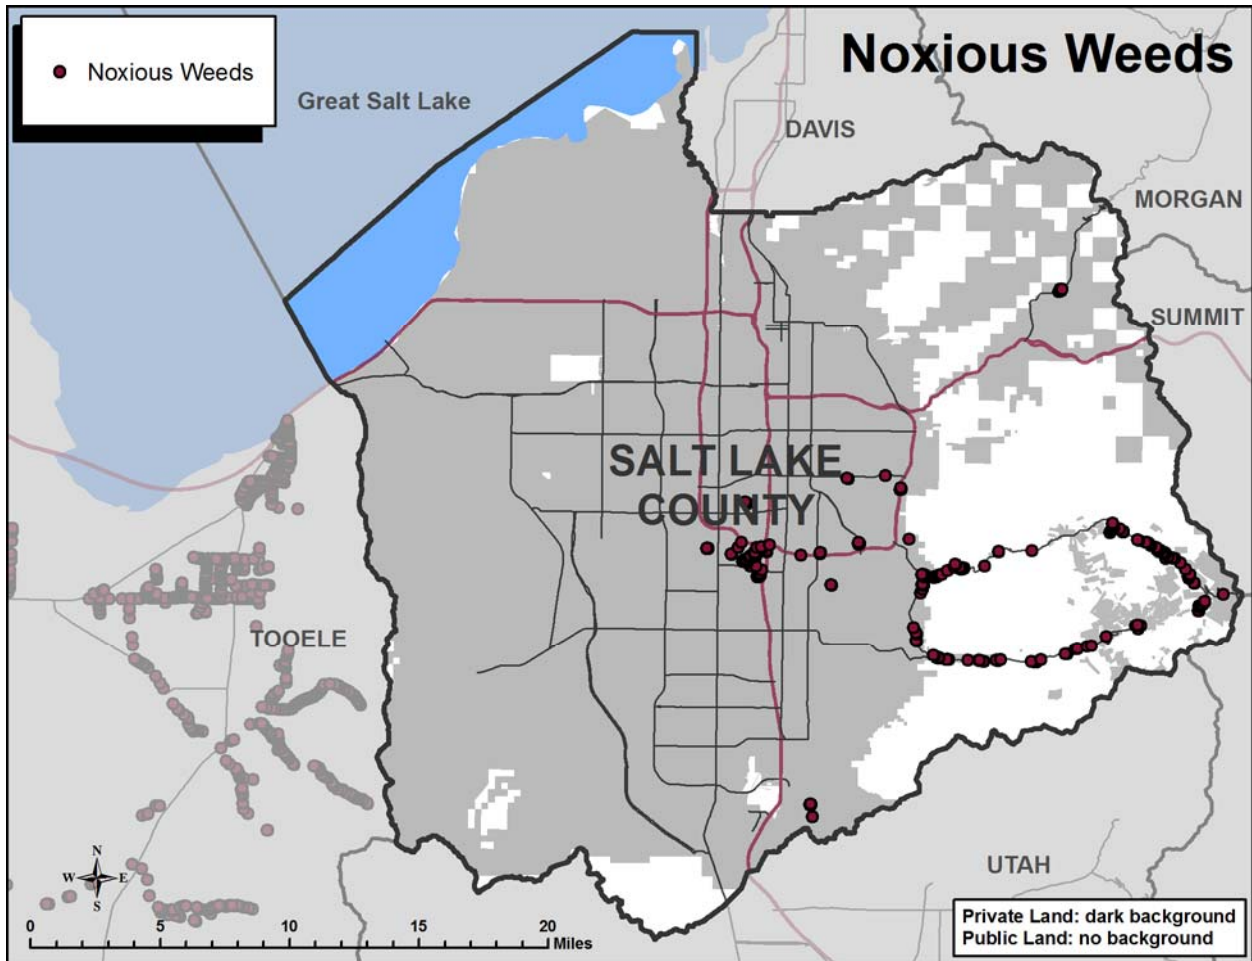 Noxious Weeds
Noxious Weeds
Great Salt Lake
DAVIS
MORGAN
SUMMIT
SALT LAKE
COUNTY
TOOELE
UTAH
N
W E
S
0 5 10 15 20
Miles
Private Land: dark background
Public Land: no background